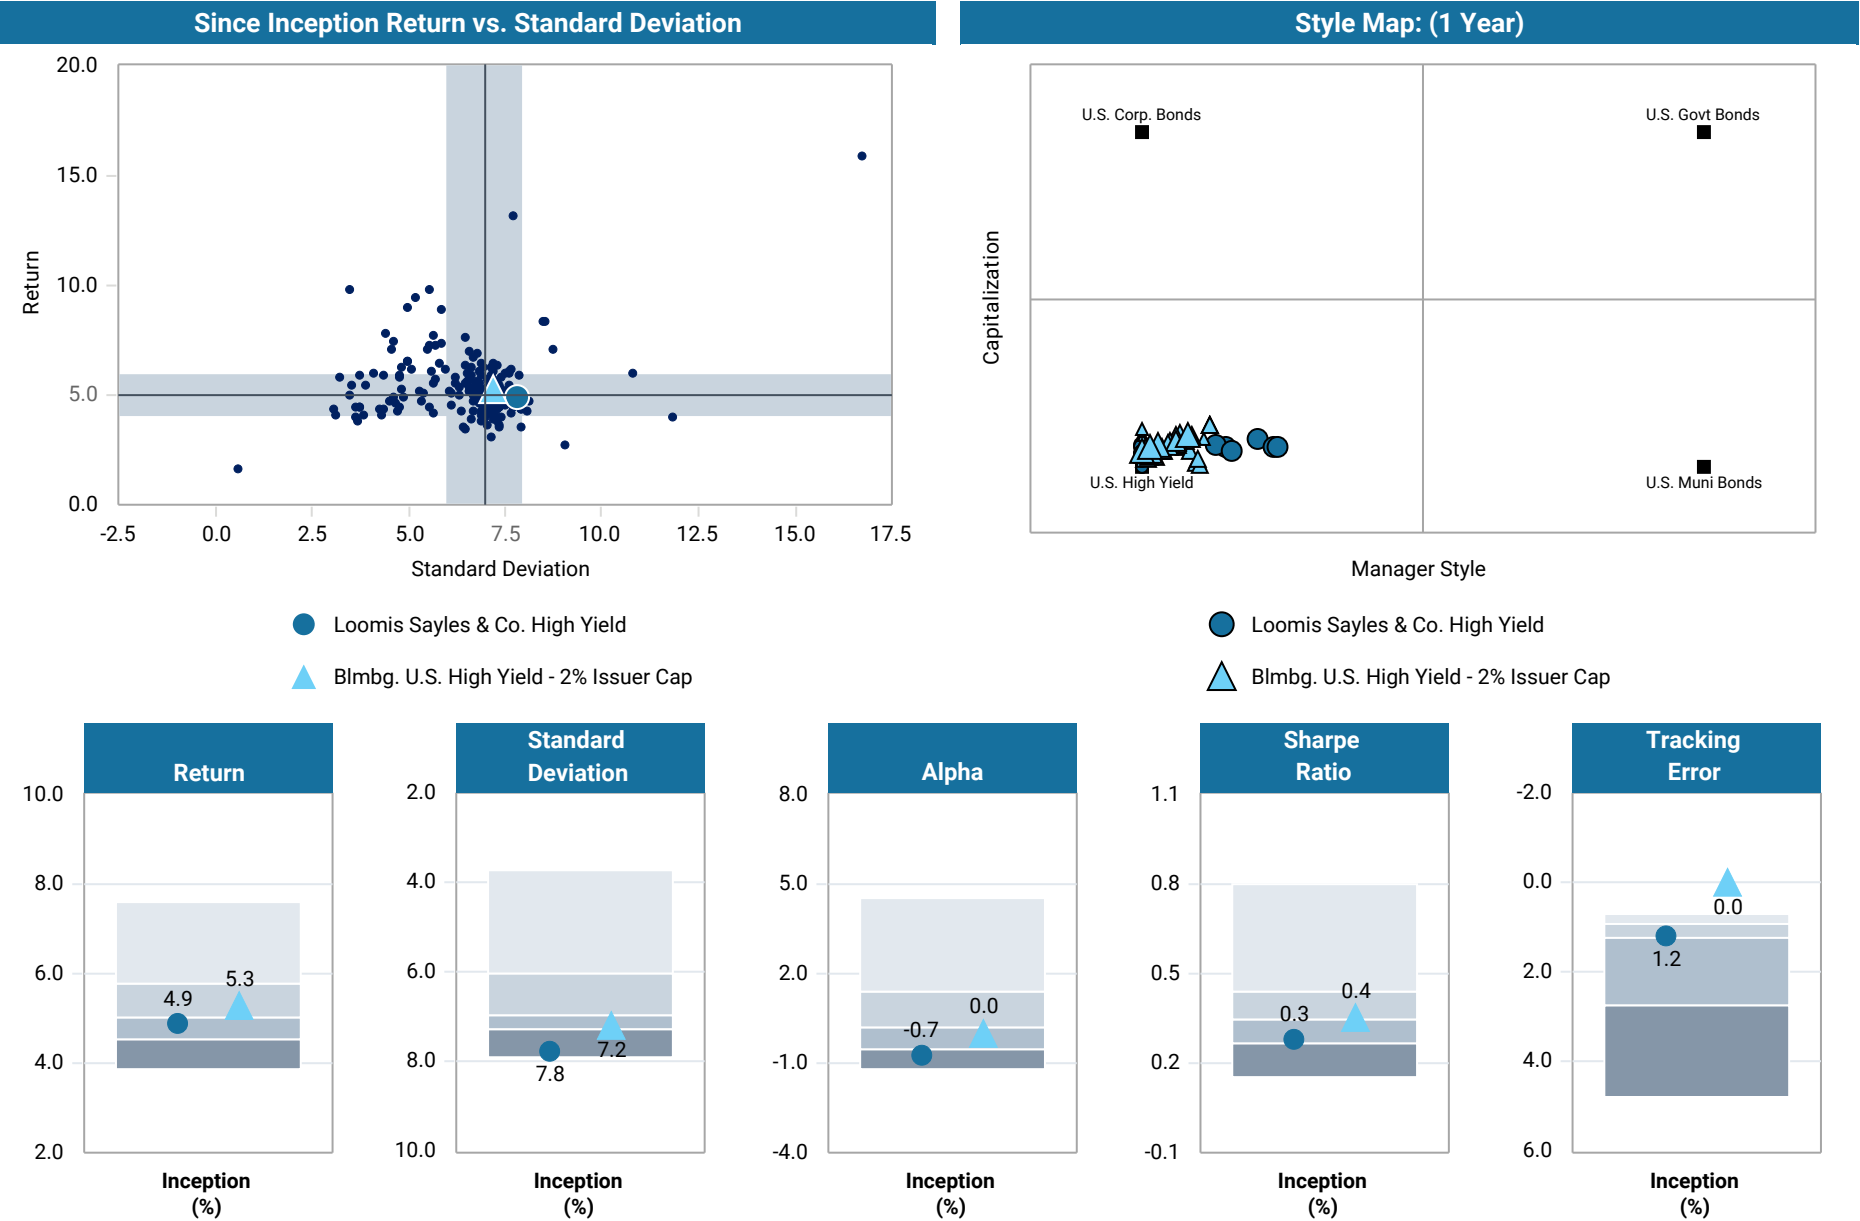 Since Inception Return vs. Standard Deviation
20.0
15.0
10.0
5.0
0.0
Return
-2.5 0.0 2.5 5.0 7.5 10.0 12.5 15.0 17.5
Standard Deviation
Loomis Sayles & Co. High Yield
Blmbg. U.S. High Yield - 2% Issuer Cap
Style Map: (1 Year)
Capitalization
U.S. Corp. Bonds
U.S. Govt Bonds
U.S. High Yield
U.S. Muni Bonds
Manager Style
Loomis Sayles & Co. High Yield
Blmbg. U.S. High Yield - 2% Issuer Cap
Return
10.0
8.0
6.0
4.0
2.0
4.9
5.3
Inception
(%)
Standard
Deviation
2.0
4.0
6.0
8.0
10.0
7.8
7.2
Inception
(%)
Alpha
8.0
5.0
2.0
-1.0
-4.0
-0.7
0.0
Inception
(%)
Sharpe
Ratio
1.1
0.8
0.5
0.2
-0.1
0.3
0.4
Inception
(%)
Tracking
Error
-2.0
0.0
2.0
4.0
6.0
1.2
0.0
Inception
(%)